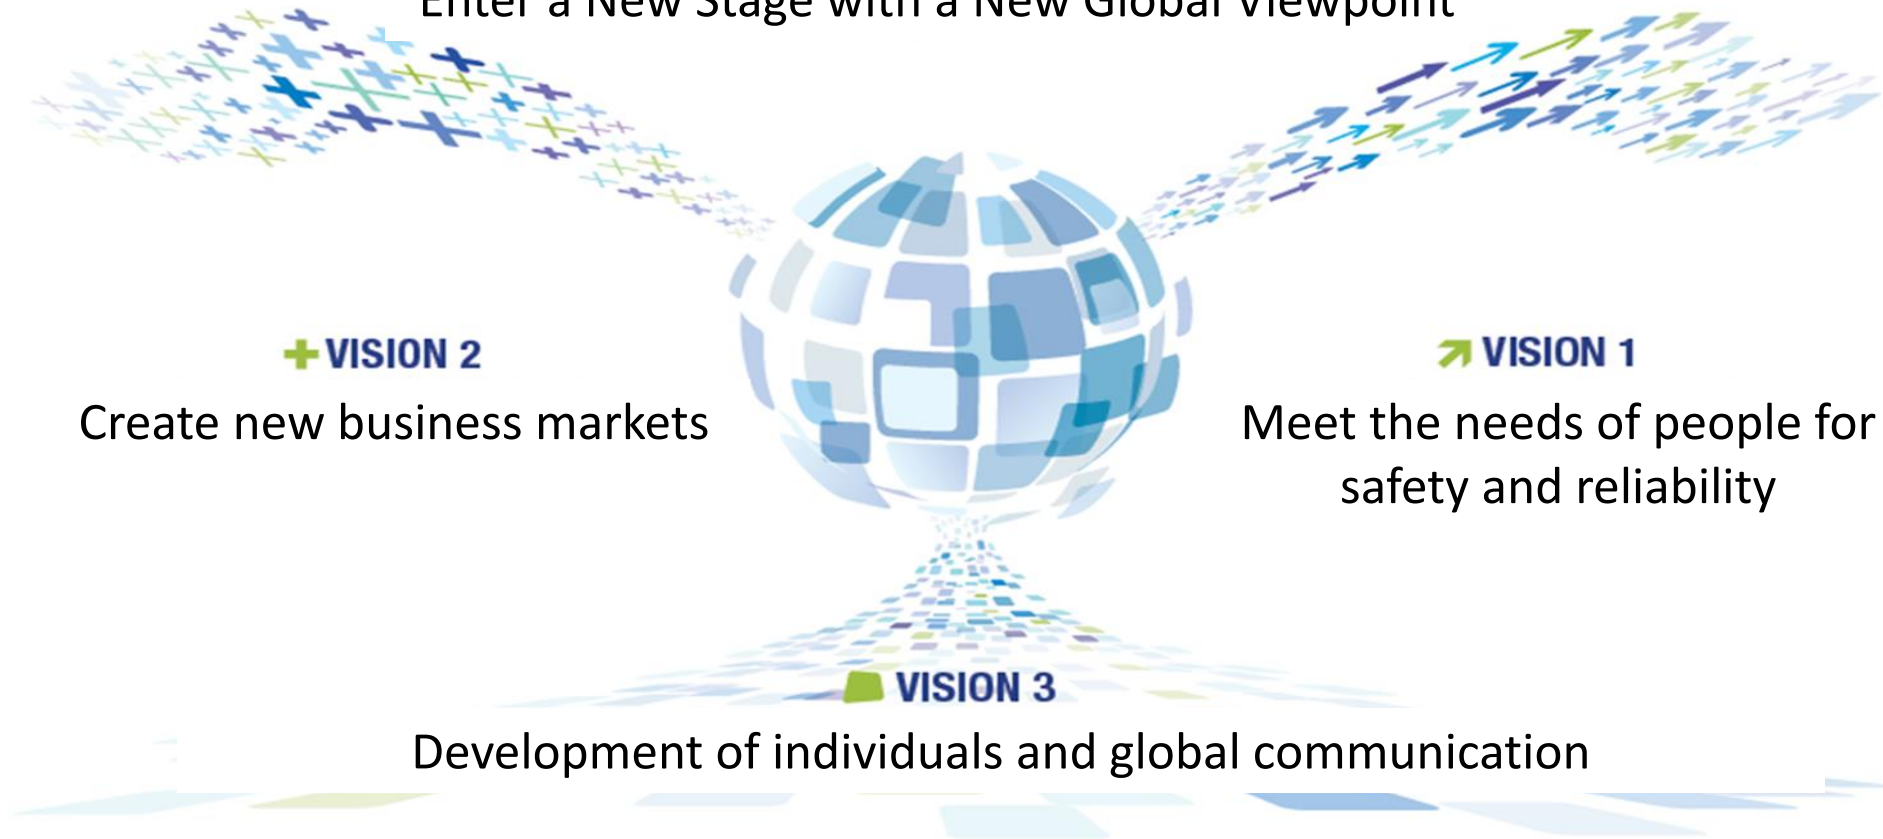 Enter a New Stage with a New Global Viewpoint
VISION 2
Create new business markets
VISION 1
Meet the needs of people for
safety and reliability
VISION 3
Development of individuals and global communication